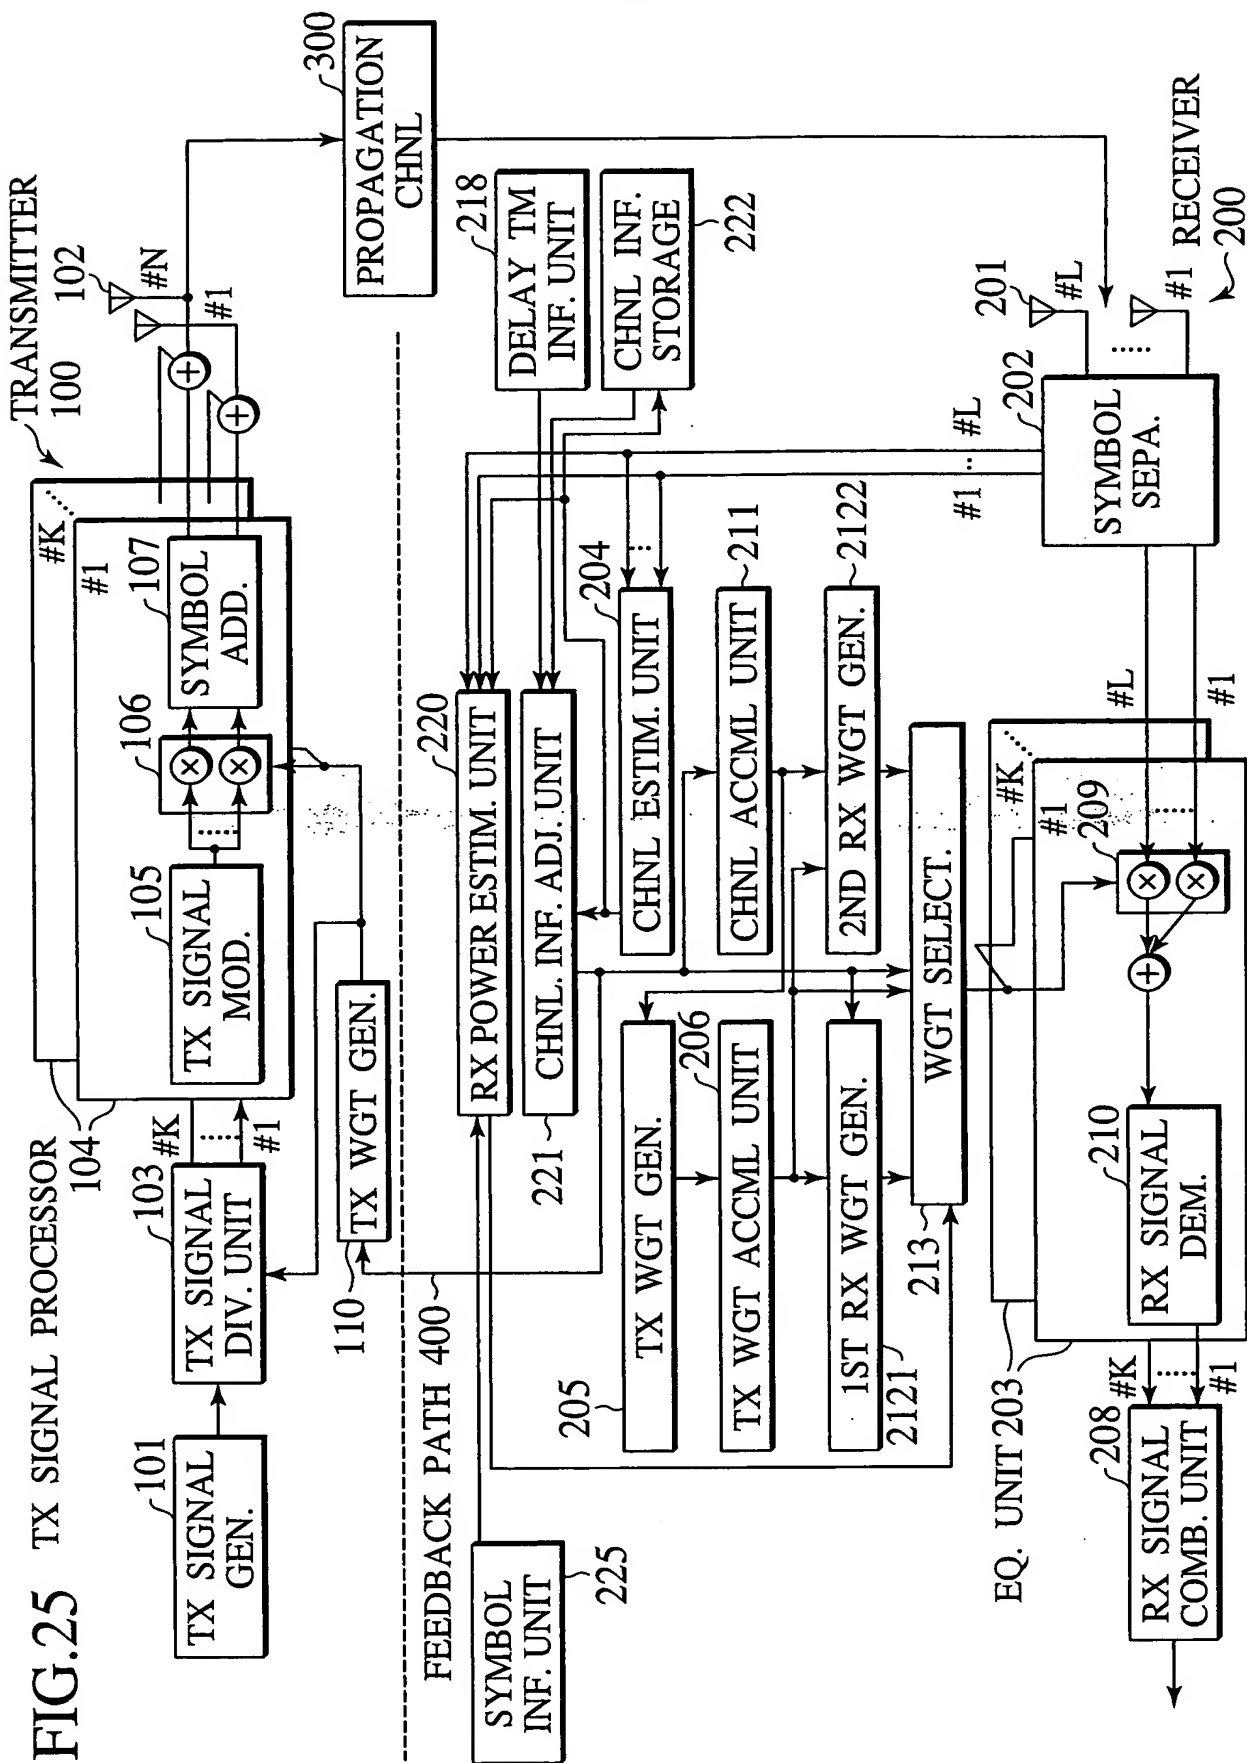 FIG.25
TX SIGNAL PROCESSOR
TRANSMITTER
100
101
TX SIGNAL
GEN.
103
TX SIGNAL
DIV. UNIT
104
#K
#1
#K
#1
105
TX SIGNAL
MOD.
106
107
SYMBOL
ADD.
102
#N
#1
110
TX WGT GEN.
300
PROPAGATION
CHNL
FEEDBACK PATH 400
SYMBOL
INF. UNIT
225
220
RX POWER ESTIM. UNIT
221
CHNL. INF. ADJ. UNIT
218
DELAY TM
INF. UNIT
CHNL INF.
STORAGE
222
204
CHNL ESTIM. UNIT
205
TX WGT GEN.
206
TX WGT ACCML UNIT
211
CHNL ACCML UNIT
1ST RX WGT GEN.
2121
2ND RX WGT GEN.
2122
213
WGT SELECT.
#1
#L
202
SYMBOL
SEPA.
201
#L
#1
RECEIVER
200
EQ. UNIT 203
#K
#1
209
#L
#1
210
RX SIGNAL
DEM.
#K
#1
208
RX SIGNAL
COMB. UNIT